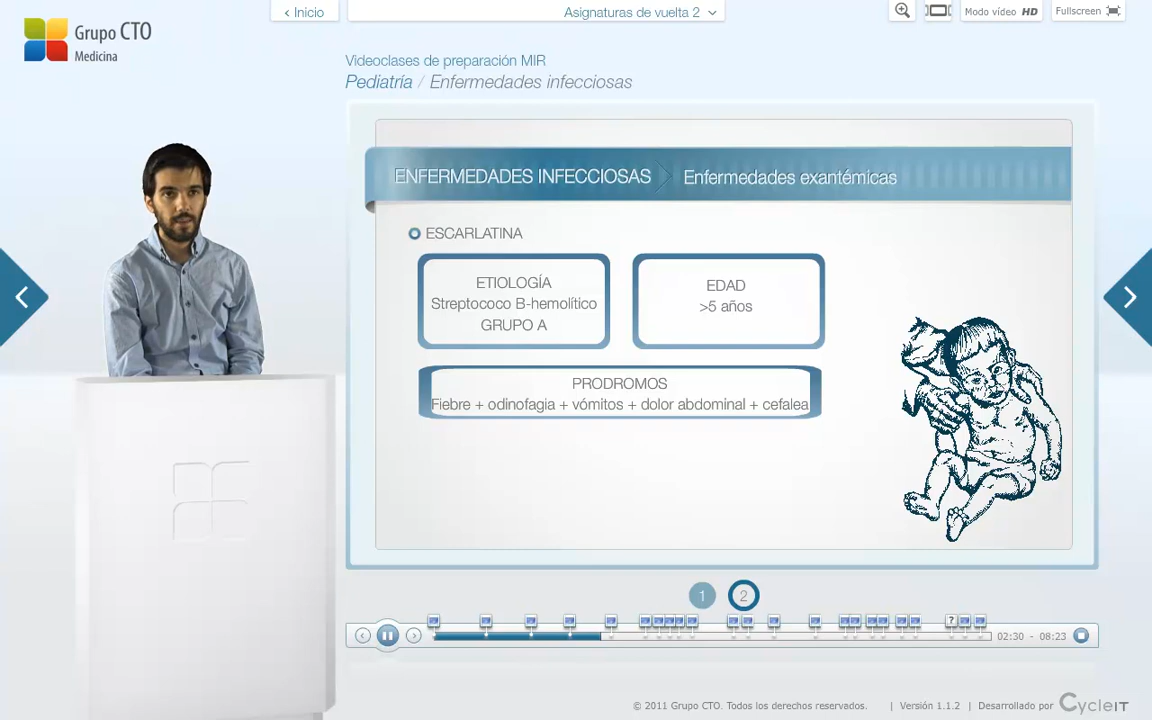 Grupo CTO
Medicina
‹ Inicio
Asignaturas de vuelta 2
Modo vídeo HD
Fullscreen
Videoclases de preparación MIR
Pediatría / Enfermedades infecciosas
ENFERMEDADES INFECCIOSAS
Enfermedades exantémicas
ESCARLATINA
ETIOLOGÍA
Streptococo B-hemolítico
GRUPO A
EDAD
>5 años
PRODROMOS
Fiebre + odinofagia + vómitos + dolor abdominal + cefalea
1
2
?
02:30 - 08:23
© 2011 Grupo CTO. Todos los derechos reservados. | Versión 1.1.2 | Desarrollado por CycleIT